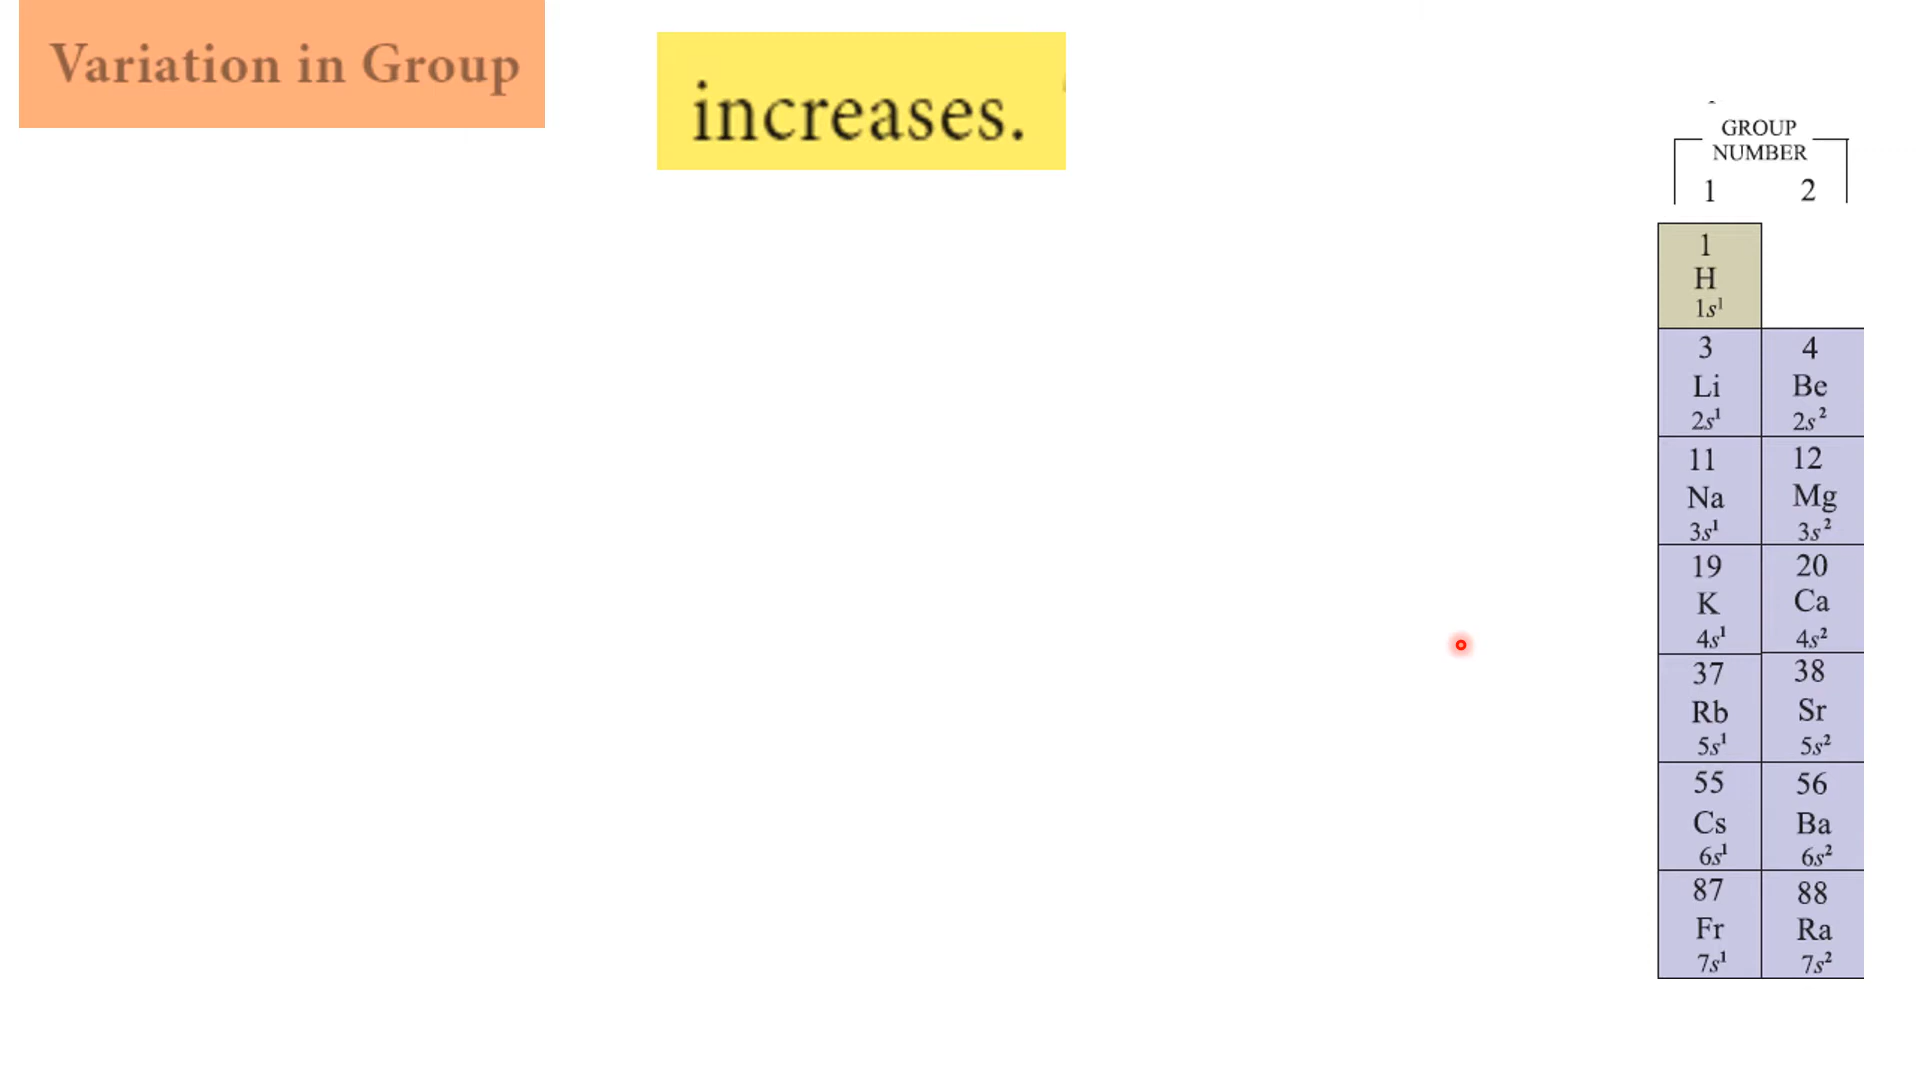 Variation in Group
increases.
GROUP
NUMBER
1 2
1
H
1s¹
3 4
Li Be
2s¹ 2s²
11 12
Na Mg
3s¹ 3s²
19 20
K Ca
4s¹ 4s²
37 38
Rb Sr
5s¹ 5s²
55 56
Cs Ba
6s¹ 6s²
87 88
Fr Ra
7s¹ 7s²